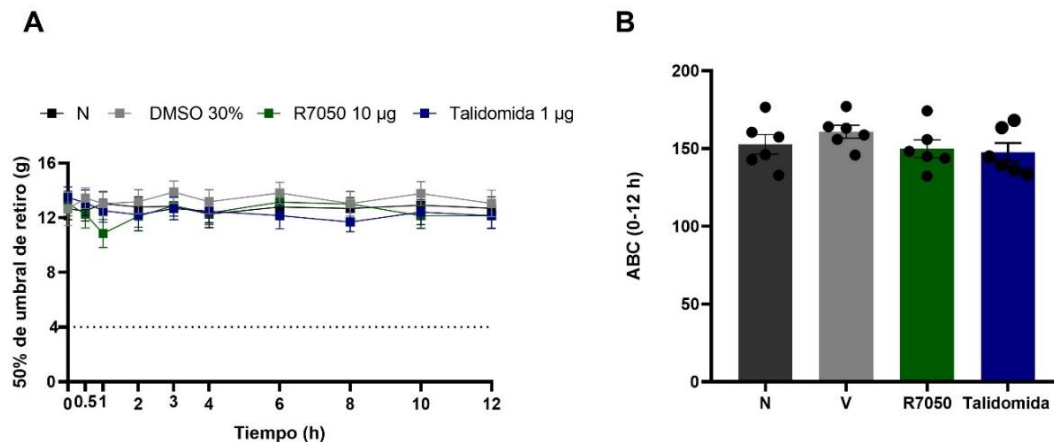 A
N DMSO 30% R7050 10 µg Talidomida 1 µg
50% de umbral de retiro (g)
16
12
8
4
0
0 0.5 1 2 3 4 6 8 10 12
Tiempo (h)
B
ABC (0-12 h)
200
150
100
50
0
N V R7050 Talidomida